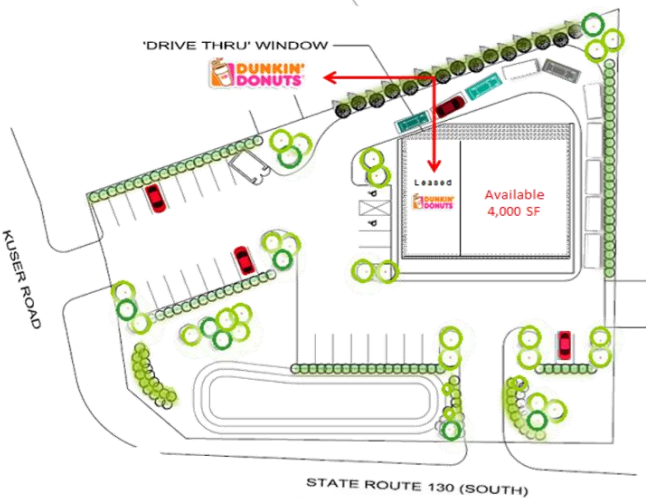 'DRIVE THRU' WINDOW
DUNKIN'
DONUTS
Leased
DUNKIN'
DONUTS
Available
4,000 SF
KUSER ROAD
STATE ROUTE 130 (SOUTH)